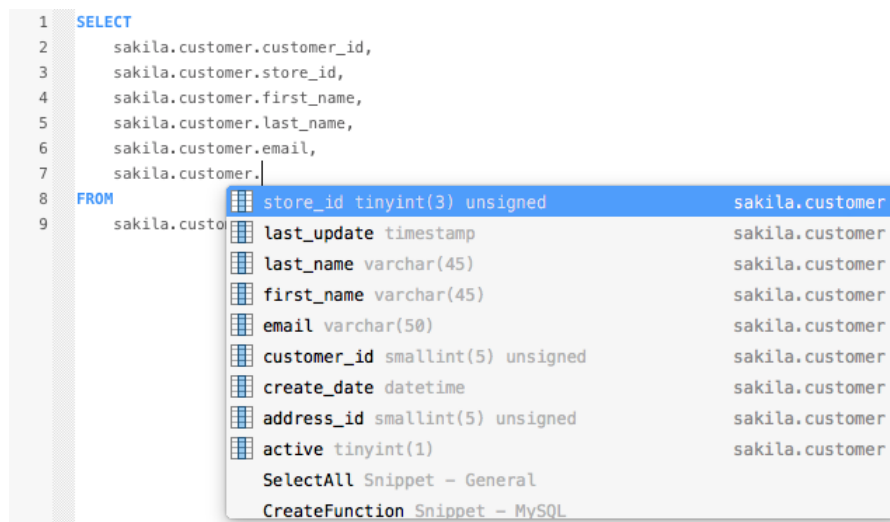 1 SELECT
2 sakila.customer.customer_id,
3 sakila.customer.store_id,
4 sakila.customer.first_name,
5 sakila.customer.last_name,
6 sakila.customer.email,
7 sakila.customer.
8 FROM
9 sakila.custo
store_id tinyint(3) unsigned sakila.customer
last_update timestamp sakila.customer
last_name varchar(45) sakila.customer
first_name varchar(45) sakila.customer
email varchar(50) sakila.customer
customer_id smallint(5) unsigned sakila.customer
create_date datetime sakila.customer
address_id smallint(5) unsigned sakila.customer
active tinyint(1) sakila.customer
SelectAll Snippet – General
CreateFunction Snippet – MySQL